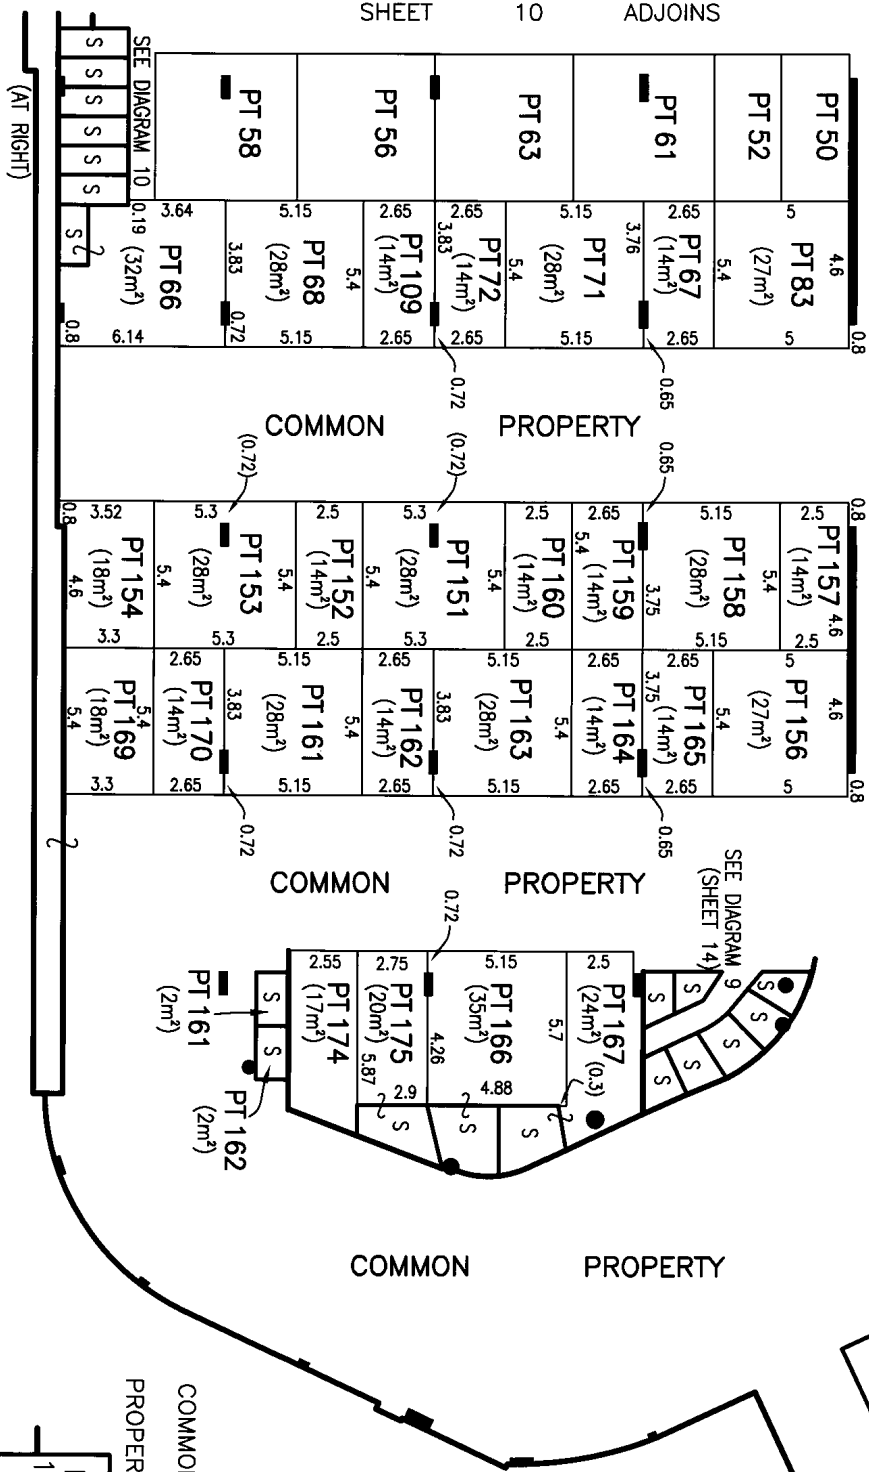 SHEET 10 ADJOINS
SEE DIAGRAM 10
(AT RIGHT)
S
S
S
S
S
S
S
PT 58
PT 56
PT 63
PT 61
PT 52
PT 50
0.19
3.64
5.15
2.65
2.65
5.15
2.65
5
PT 66
(32m²)
3.83
0.72
PT 68
(28m²)
5.4
PT 109
(14m²)
3.83
PT 72
(14m²)
5.4
PT 71
(28m²)
3.76
PT 67
(14m²)
5.4
PT 83
(27m²)
4.6
0.8
0.8
6.14
5.15
2.65
2.65
5.15
2.65
5
0.72
0.65
COMMON PROPERTY
(0.72)
(0.72)
0.65
0.8
3.52
5.3
2.5
5.3
2.5
2.65
5.15
2.5
0.8
PT 154
(18m²)
4.6
5.4
PT 153
(28m²)
5.4
PT 152
(14m²)
5.4
PT 151
(28m²)
5.4
PT 160
(14m²)
5.4
PT 159
(14m²)
3.75
PT 158
(28m²)
5.4
PT 157
(14m²)
4.6
3.3
5.3
2.5
5.3
2.5
5.15
2.5
2.65
5.15
2.65
5.15
2.65
2.65
5
PT 169
(18m²)
5.4
5.4
PT 170
(14m²)
3.83
PT 161
(28m²)
5.4
PT 162
(14m²)
3.83
PT 163
(28m²)
5.4
PT 164
(14m²)
3.75
PT 165
(14m²)
5.4
PT 156
(27m²)
4.6
0.8
3.3
2.65
5.15
2.65
5.15
2.65
2.65
5
0.72
0.72
0.65
COMMON PROPERTY
SEE DIAGRAM 9
(SHEET 14)
0.72
2.55
2.75
5.15
2.5
PT 174
(17m²)
PT 175
(20m²)
5.87
2.9
4.26
PT 166
(35m²)
4.88
5.7
PT 167
(24m²)
(0.3)
S
S
S
S
S
S
S
S
S
S
S
S
PT 161
(2m²)
PT 162
(2m²)
COMMON PROPERTY